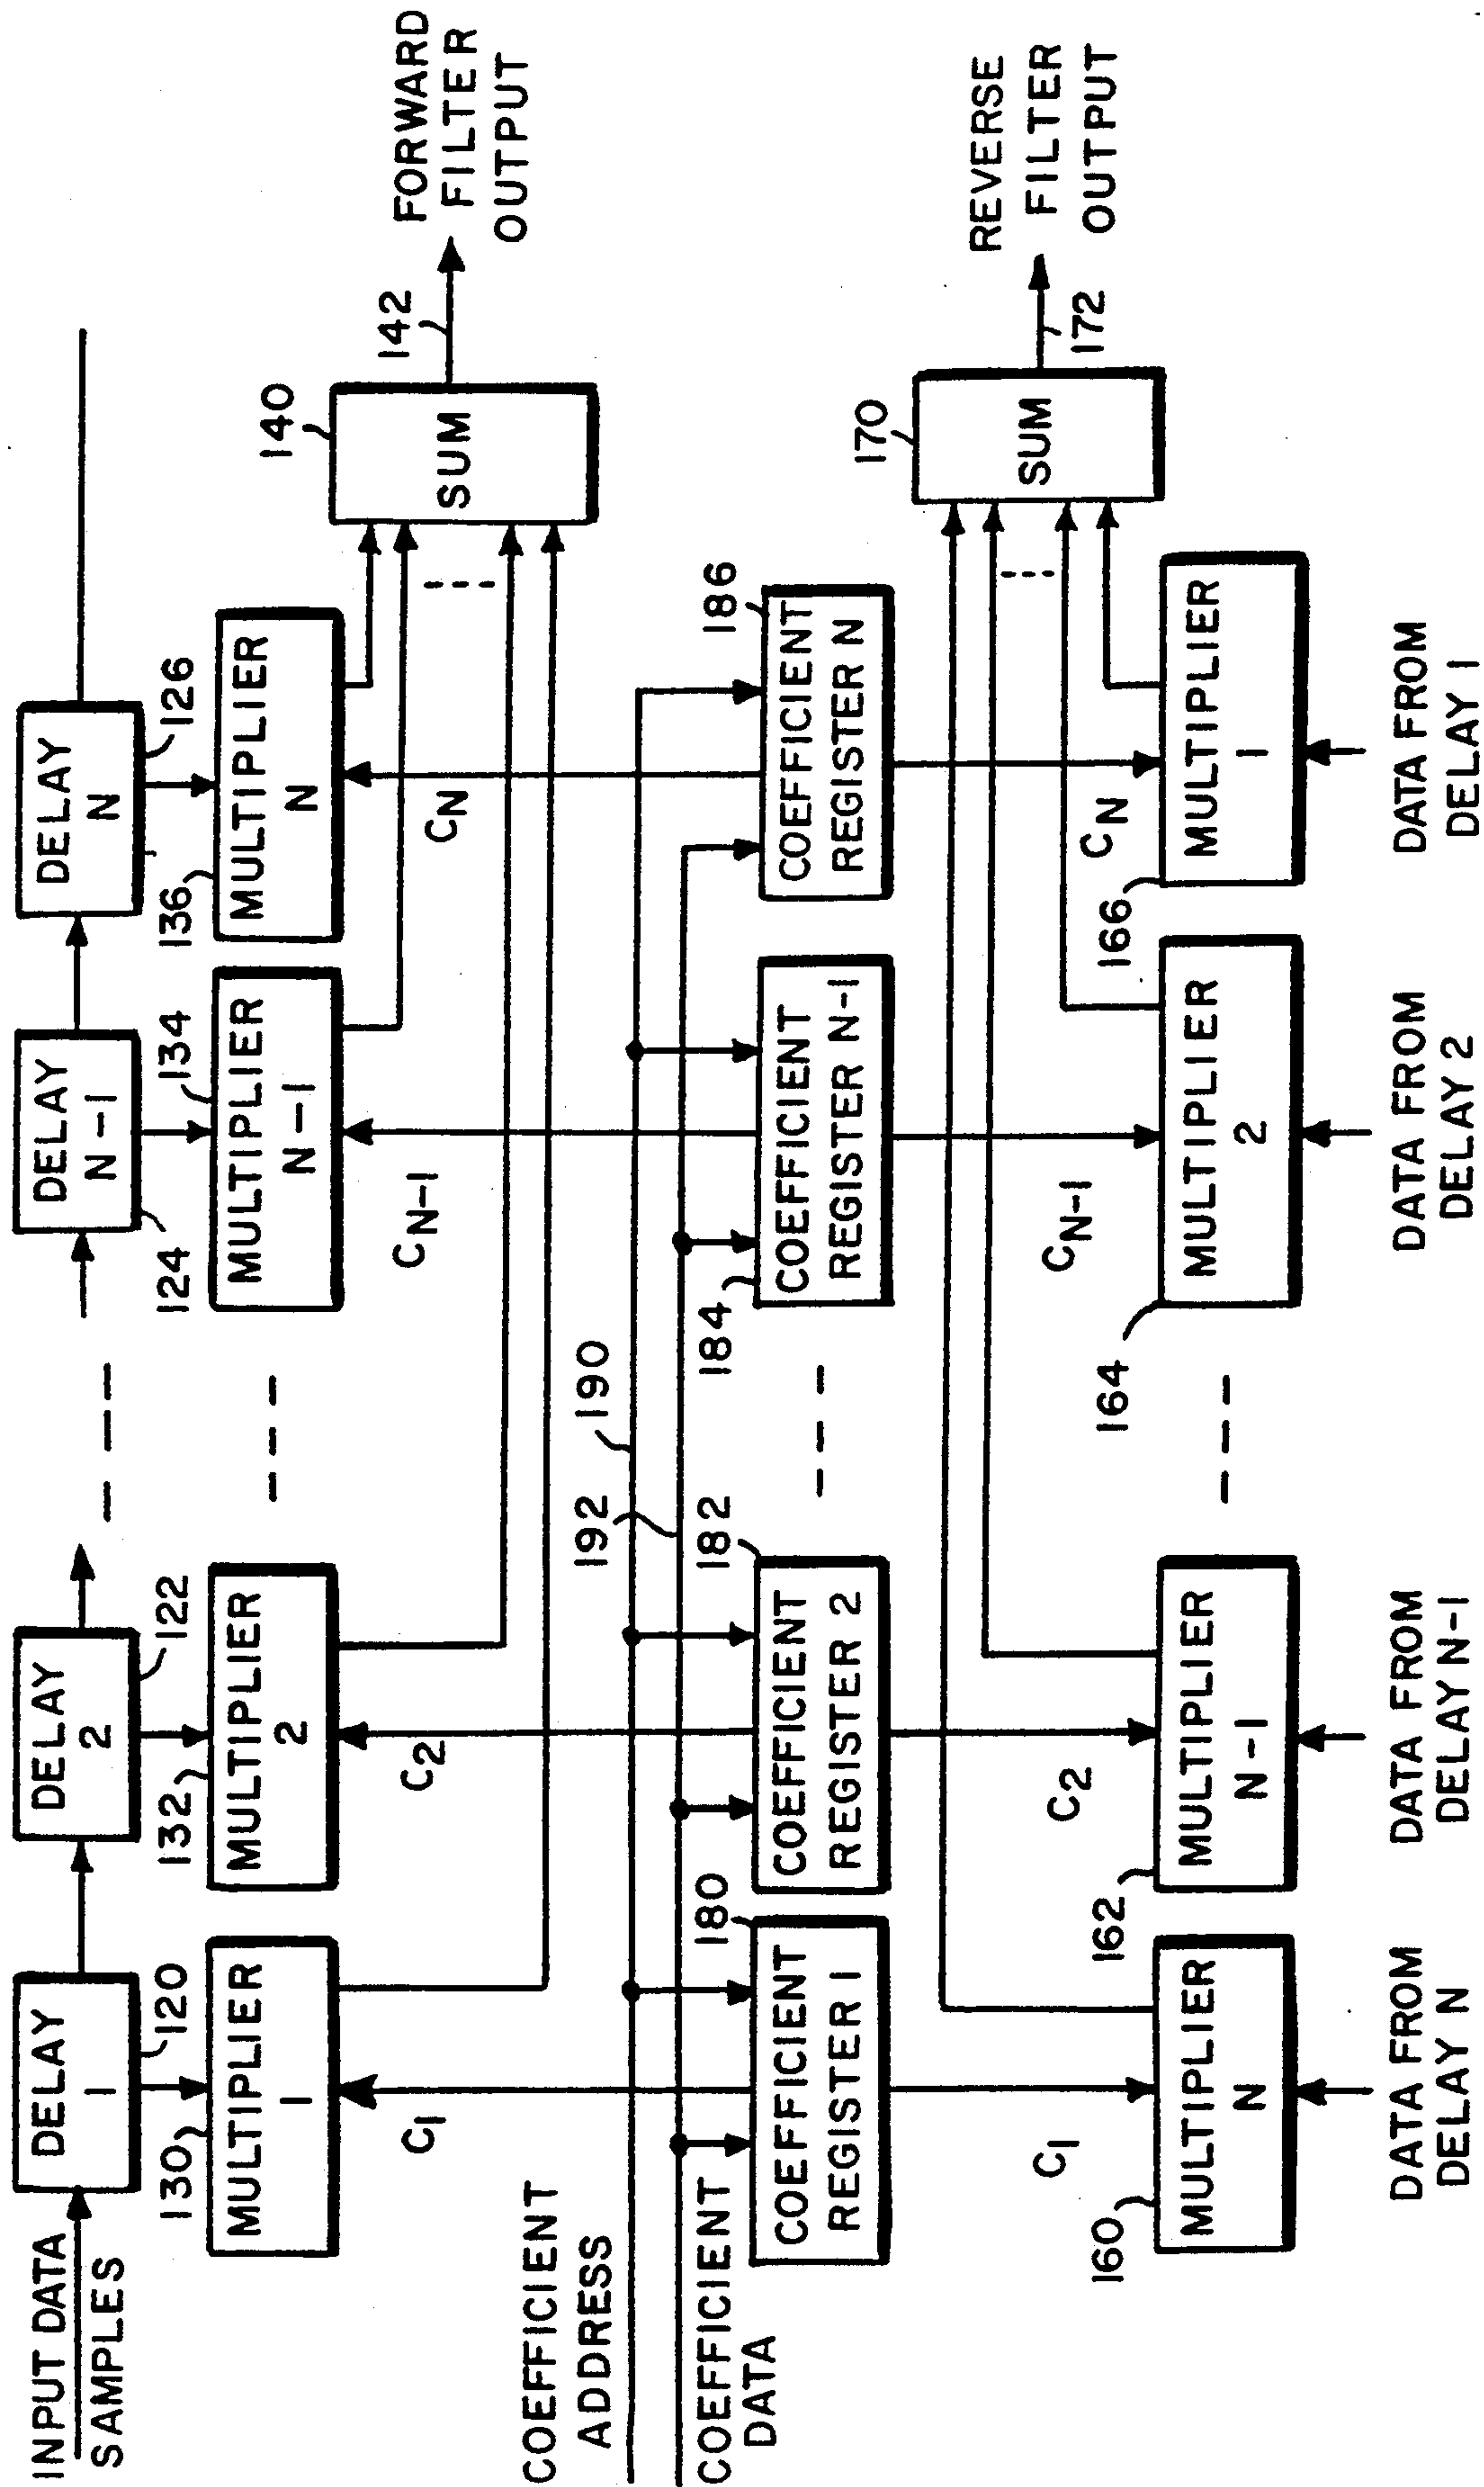 INPUT DATA
SAMPLES
DELAY
1
120
DELAY
2
122
DELAY
N-1
124
DELAY
N
126
130
MULTIPLIER
1
132
MULTIPLIER
2
134
MULTIPLIER
N-1
136
MULTIPLIER
N
140
SUM
142
FORWARD
FILTER
OUTPUT
C1
C2
CN-1
CN
COEFFICIENT
ADDRESS
190
192
COEFFICIENT
DATA
180
COEFFICIENT
REGISTER 1
182
COEFFICIENT
REGISTER 2
184
COEFFICIENT
REGISTER N-1
186
COEFFICIENT
REGISTER N
170
SUM
172
REVERSE
FILTER
OUTPUT
C1
C2
CN-1
CN
160
MULTIPLIER
N
162
MULTIPLIER
N-1
164
MULTIPLIER
2
166
MULTIPLIER
1
DATA FROM
DELAY N
DATA FROM
DELAY N-1
DATA FROM
DELAY 2
DATA FROM
DELAY 1